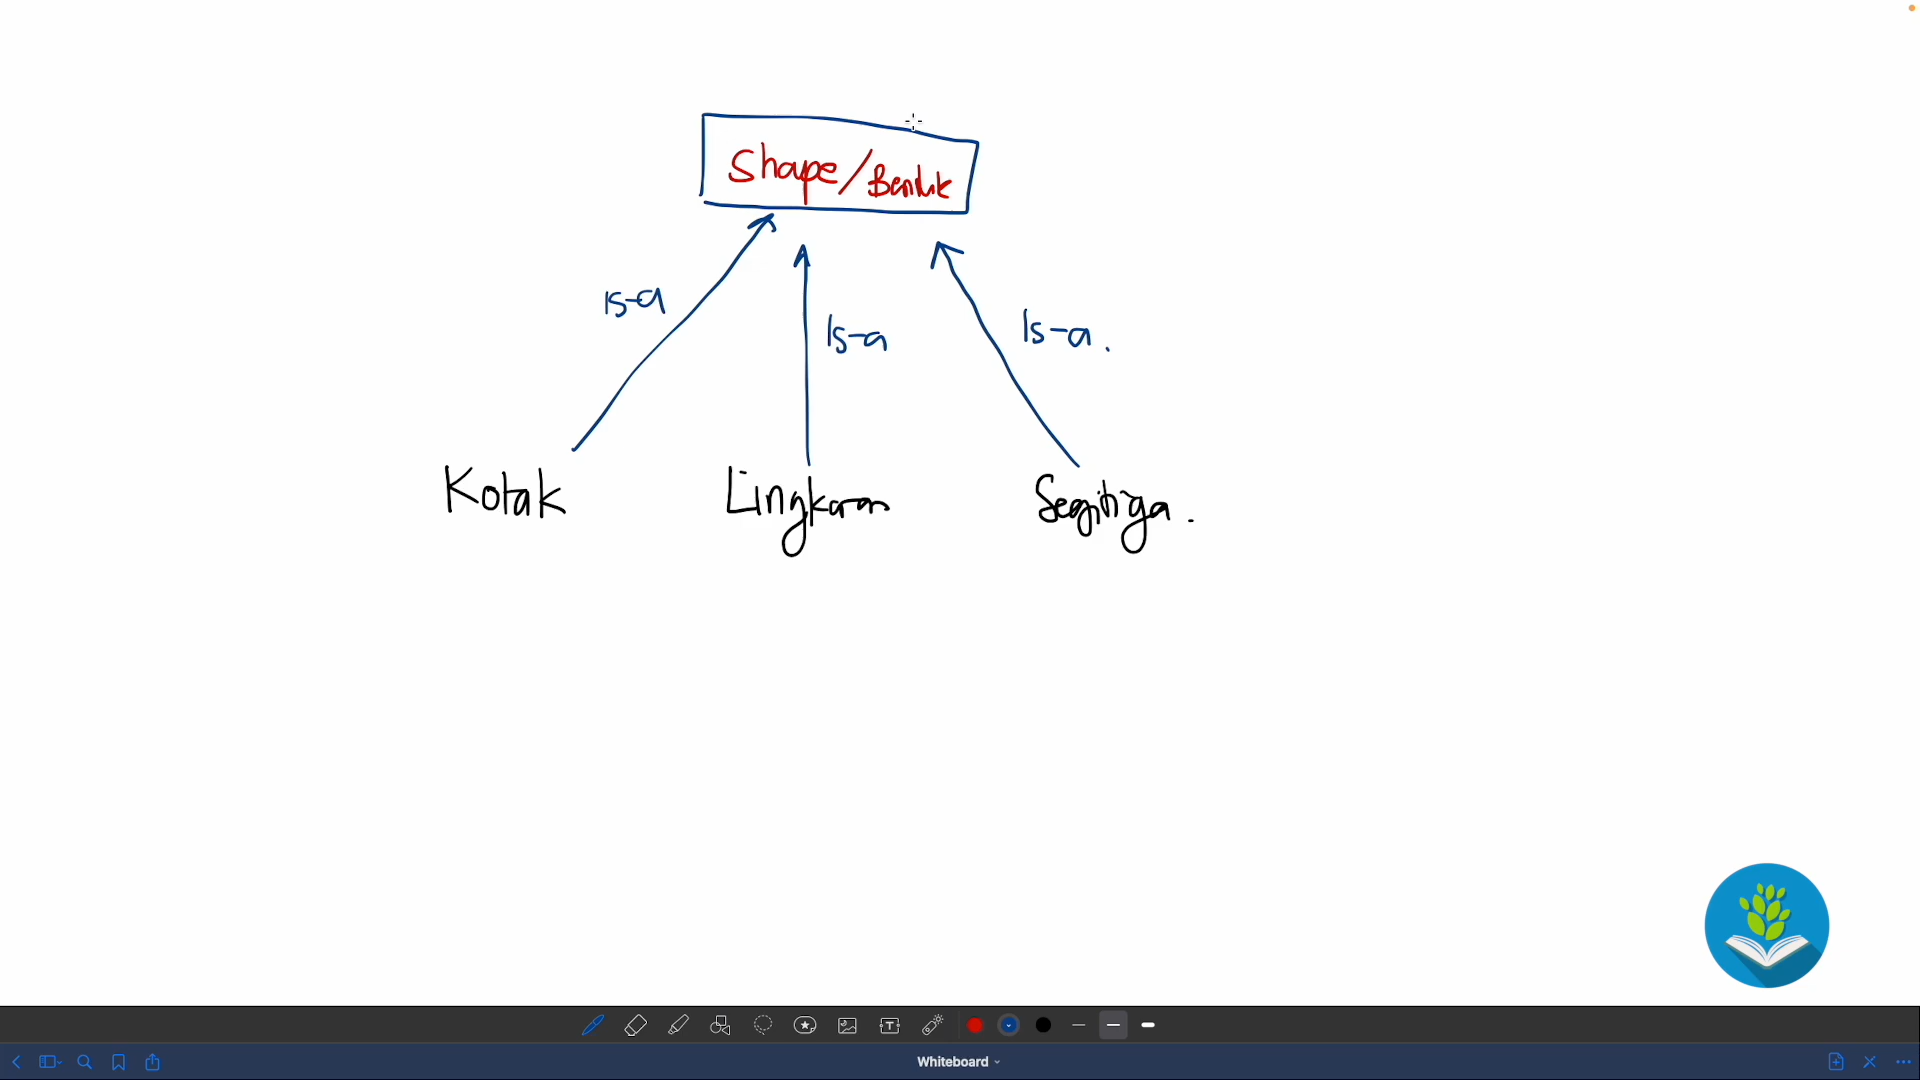 Shape/Bentuk
Is-a
Is-a
Is-a.
Kotak
Lingkaran
Segitiga.
Whiteboard